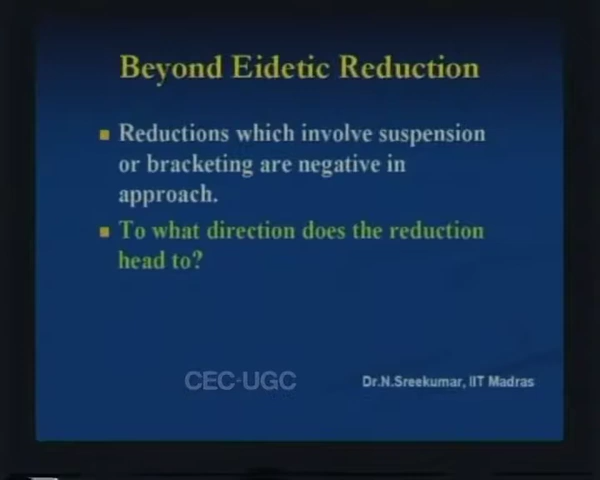 Beyond Eidetic Reduction
Reductions which involve suspension
or bracketing are negative in
approach.
To what direction does the reduction
head to?
CEC-UGC
Dr.N.Sreekumar, IIT Madras